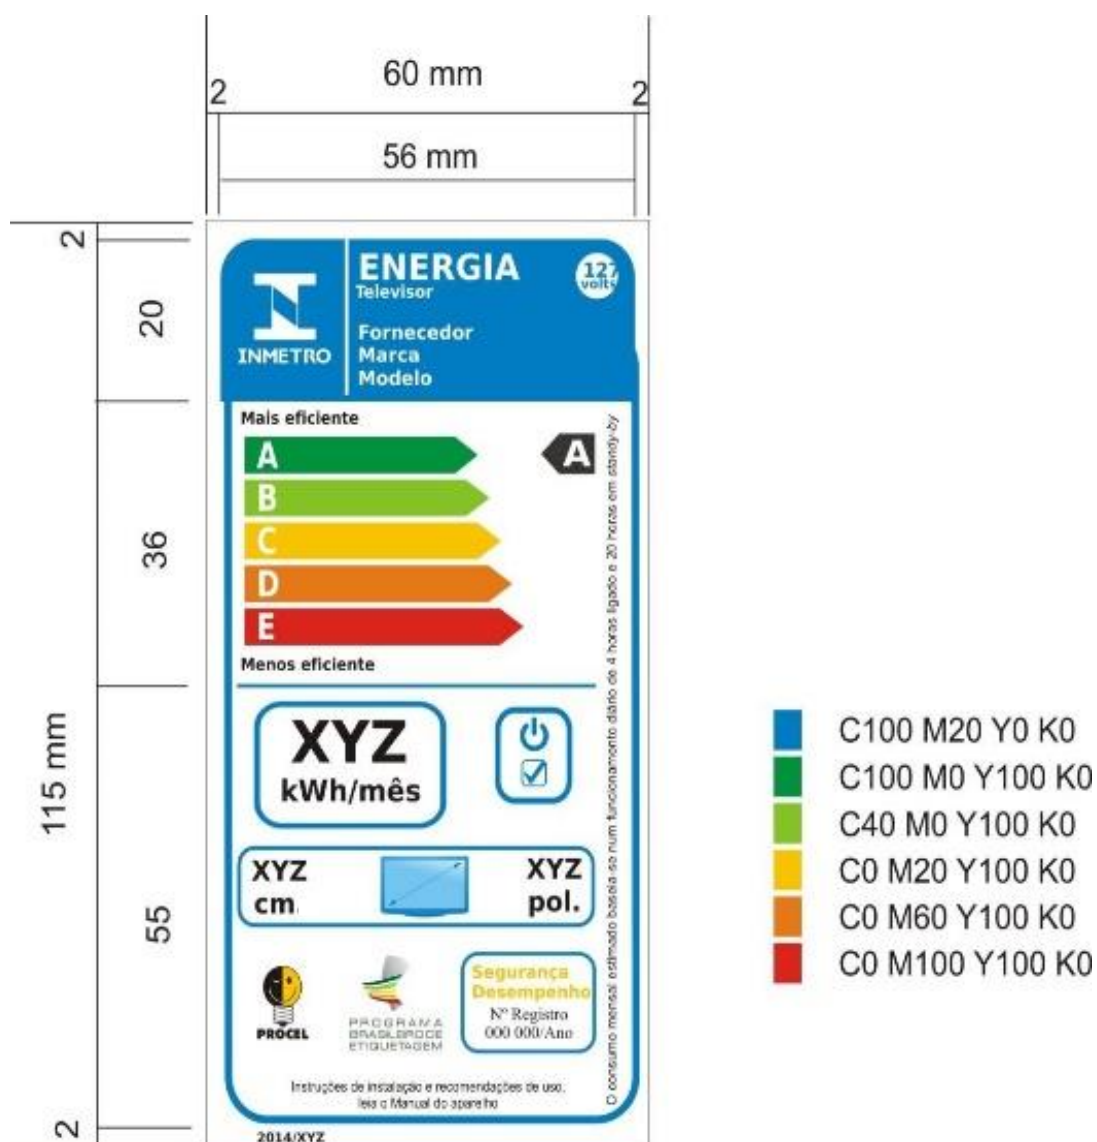 60 mm
2
2
56 mm
2
20
36
115 mm
55
2
INMETRO
ENERGIA
Televisor
127
volts
Fornecedor
Marca
Modelo
Mais eficiente
A
A
B
C
D
E
Menos eficiente
XYZ
kWh/mês
XYZ
cm
XYZ
pol.
PROCEL
PROGRAMA
BRASILEIRO DE
ETIQUETAGEM
Segurança
Desempenho
Nº Registro
000 000/Ano
Instruções de instalação e recomendações de uso,
leia o Manual do aparelho
2014/XYZ
O consumo mensal estimado baseia-se num funcionamento diário de 4 horas ligado e 20 horas em standy-by
C100 M20 Y0 K0
C100 M0 Y100 K0
C40 M0 Y100 K0
C0 M20 Y100 K0
C0 M60 Y100 K0
C0 M100 Y100 K0